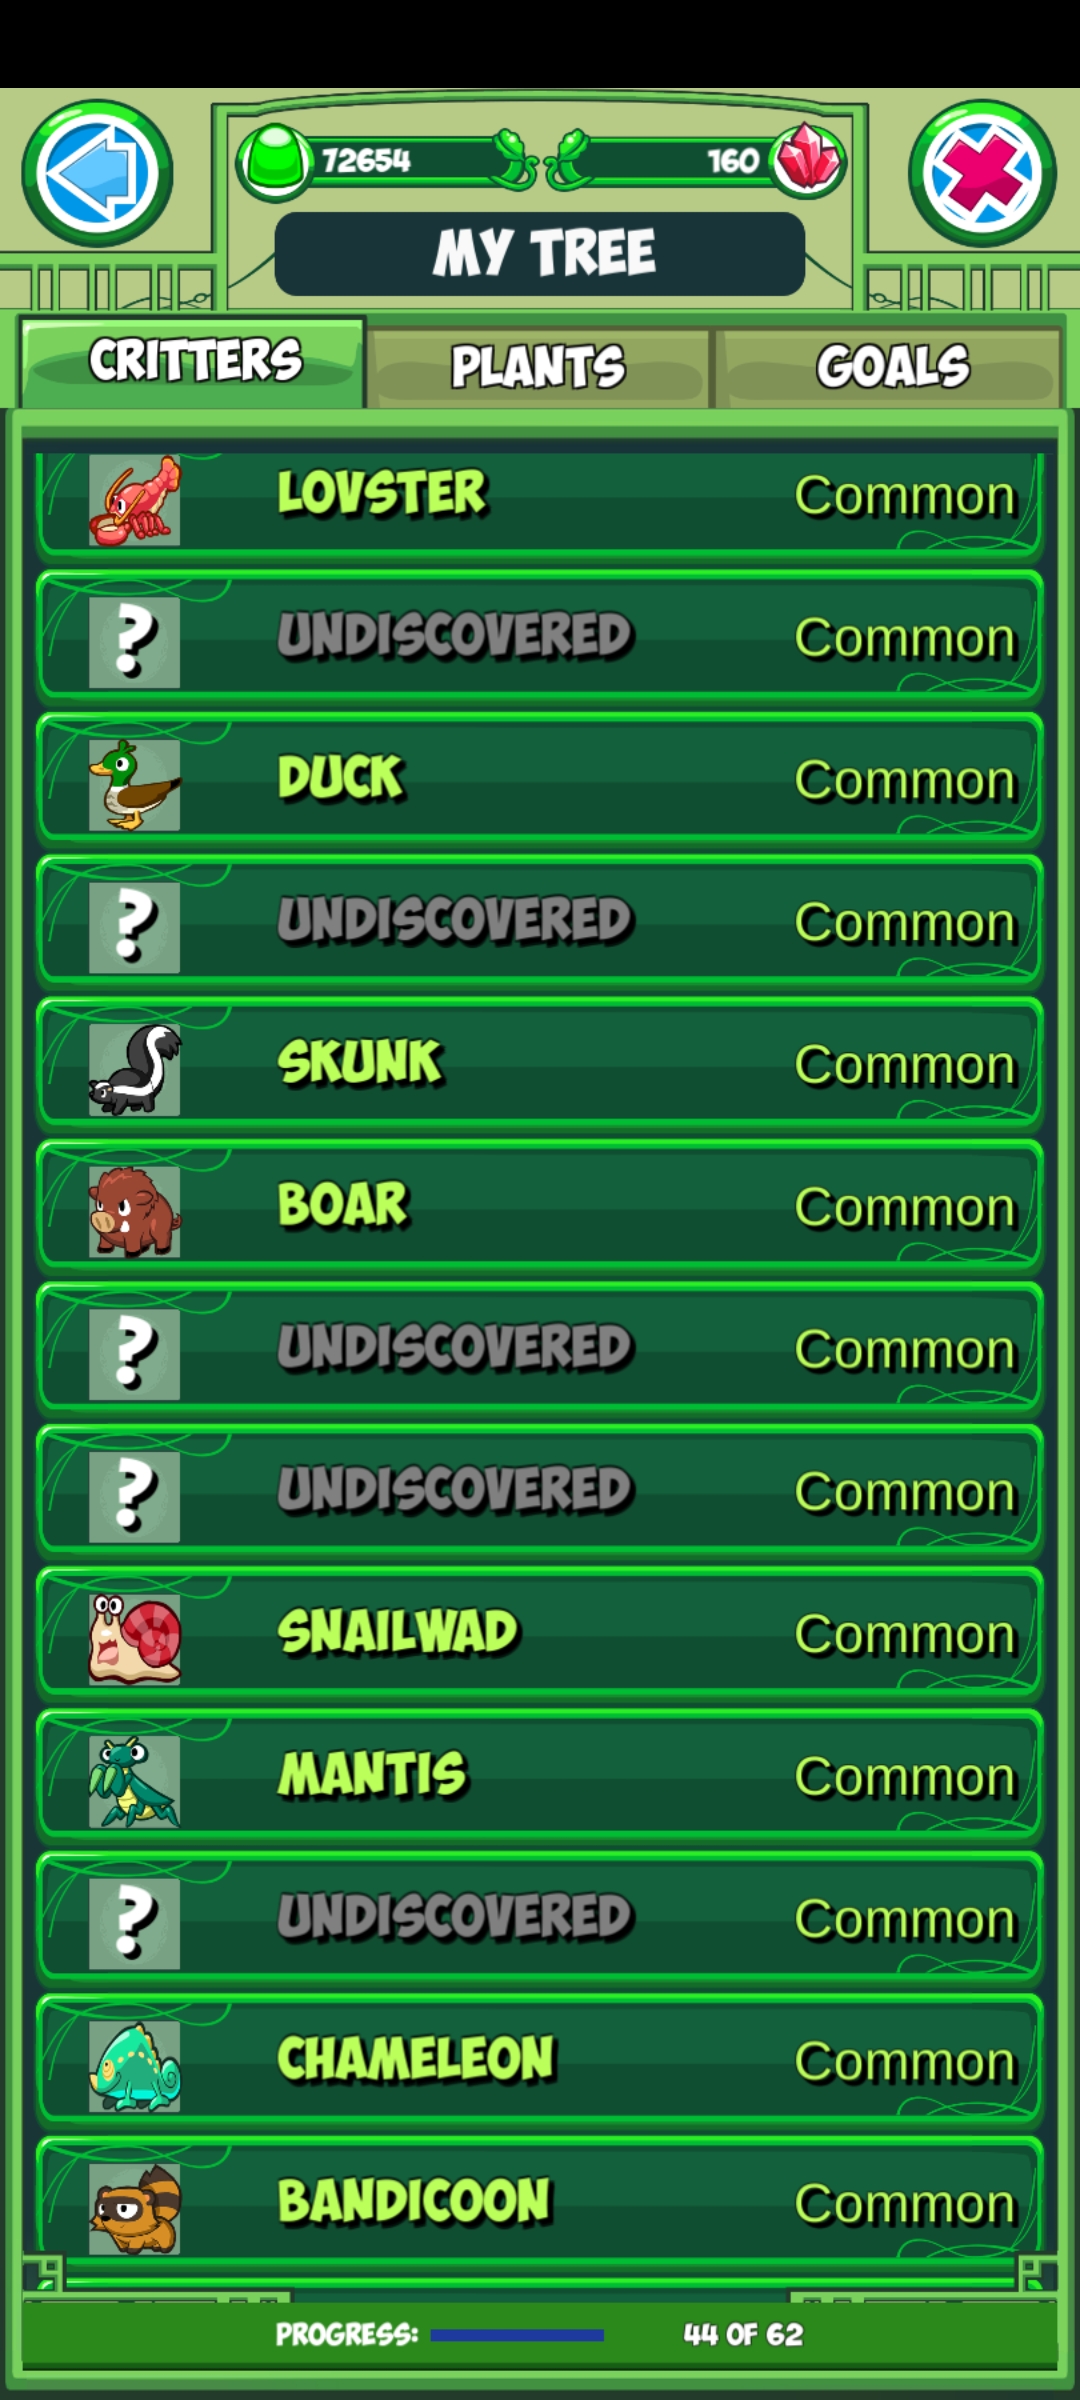 72654
160
MY TREE
CRITTERS
PLANTS
GOALS
LOVSTER Common
? UNDISCOVERED Common
DUCK Common
? UNDISCOVERED Common
SKUNK Common
BOAR Common
? UNDISCOVERED Common
? UNDISCOVERED Common
SNAILWAD Common
MANTIS Common
? UNDISCOVERED Common
CHAMELEON Common
BANDICOON Common
PROGRESS: 44 OF 62